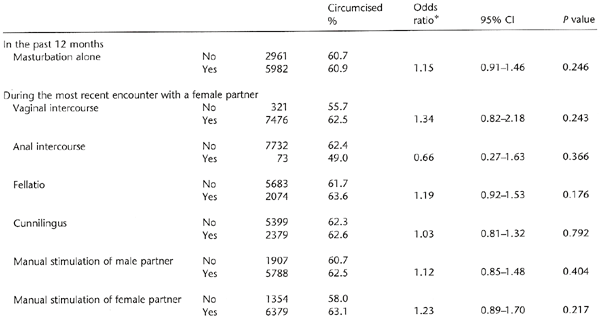 Circumcised Odds
% ratio* 95% CI P value
In the past 12 months
Masturbation alone No 2961 60.7
Yes 5982 60.9 1.15 0.91–1.46 0.246
During the most recent encounter with a female partner
Vaginal intercourse No 321 55.7
Yes 7476 62.5 1.34 0.82–2.18 0.243
Anal intercourse No 7732 62.4
Yes 73 49.0 0.66 0.27–1.63 0.366
Fellatio No 5683 61.7
Yes 2074 63.6 1.19 0.92–1.53 0.176
Cunnilingus No 5399 62.3
Yes 2379 62.6 1.03 0.81–1.32 0.792
Manual stimulation of male partner No 1907 60.7
Yes 5788 62.5 1.12 0.85–1.48 0.404
Manual stimulation of female partner No 1354 58.0
Yes 6379 63.1 1.23 0.89–1.70 0.217